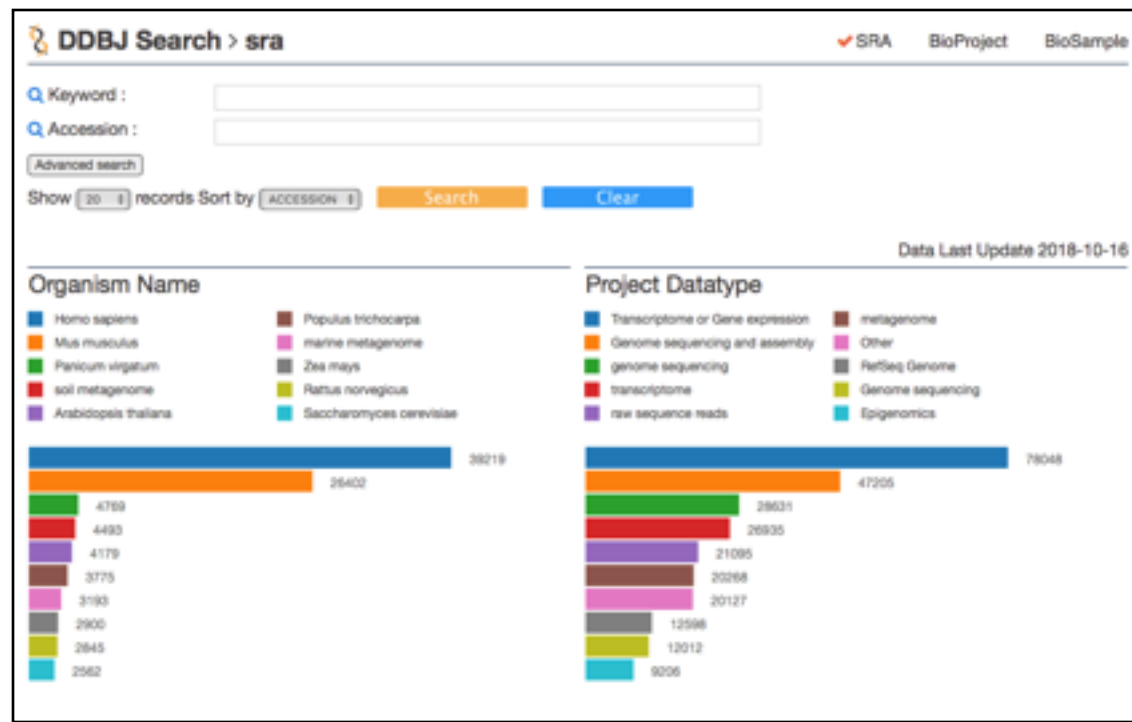 DDBJ Search > sra
SRA BioProject BioSample
Keyword :
Accession :
Advanced search
Show 20 records Sort by ACCESSION Search Clear
Data Last Update 2018-10-16
Organism Name
Homo sapiens Populus trichocarpa
Mus musculus marine metagenome
Panicum virgatum Zea mays
soil metagenome Rattus norvegicus
Arabidopsis thaliana Saccharomyces cerevisiae
39219
26402
4769
4493
4179
3775
3193
2900
2845
2562
Project Datatype
Transcriptome or Gene expression metagenome
Genome sequencing and assembly Other
genome sequencing RefSeq Genome
transcriptome Genome sequencing
raw sequence reads Epigenomics
78048
47205
28631
26935
21095
20268
20127
12598
12012
9206